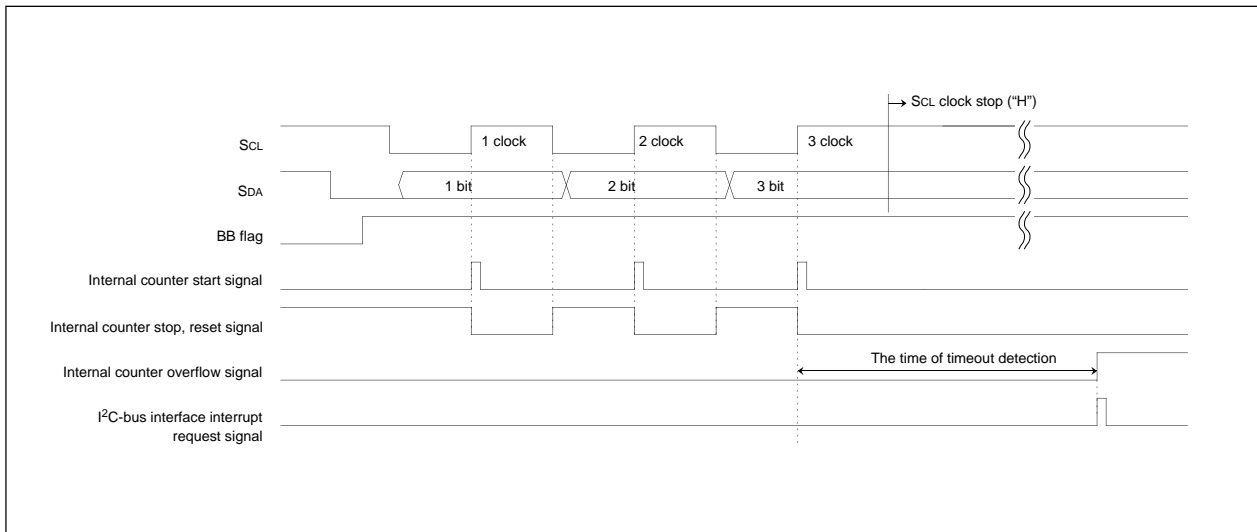 SCL clock stop (“H”)
SCL
1 clock
2 clock
3 clock
SDA
1 bit
2 bit
3 bit
BB flag
Internal counter start signal
Internal counter stop, reset signal
The time of timeout detection
Internal counter overflow signal
I2C-bus interface interrupt
request signal